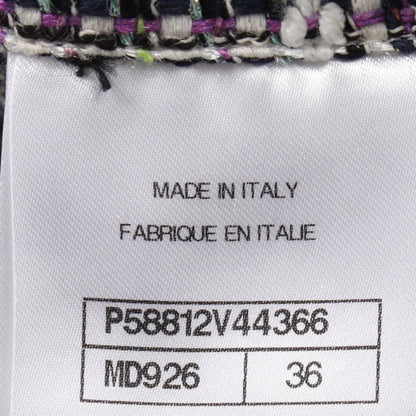 MADE IN ITALY
FABRIQUE EN ITALIE
P58812V44366
MD926 36